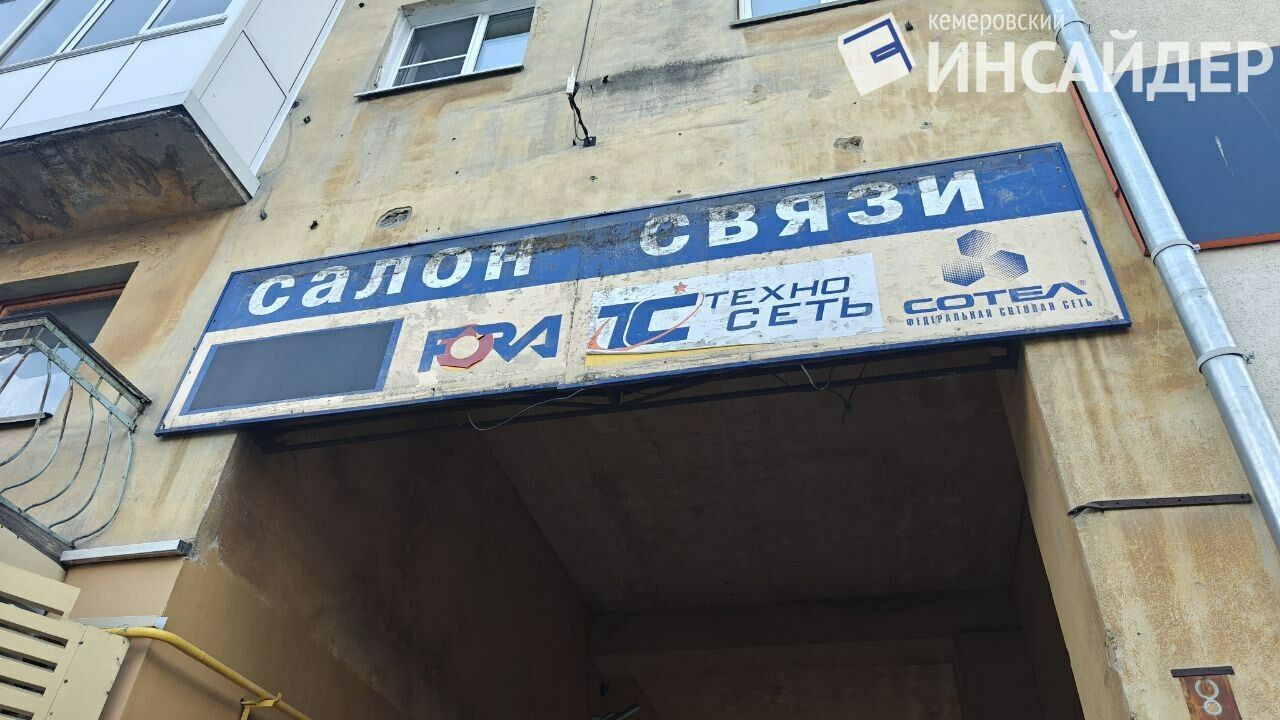 кемеровский
ИНСАЙДЕР
салон связи
FORA
ТС ТЕХНО
СЕТЬ
СОТЕЛ®
ФЕДЕРАЛЬНАЯ СОТОВАЯ СЕТЬ
8